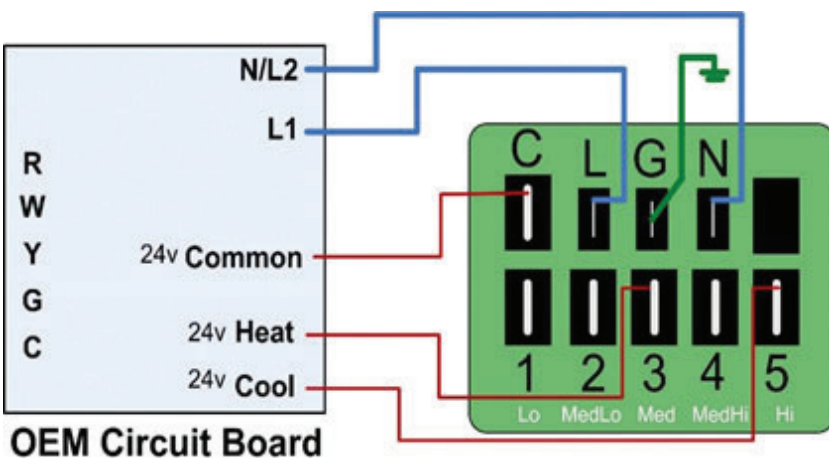 N/L2
L1
R
W
Y
G
C
24v Common
24v Heat
24v Cool
OEM Circuit Board
C L G N
1 2 3 4 5
Lo MedLo Med MedHi Hi